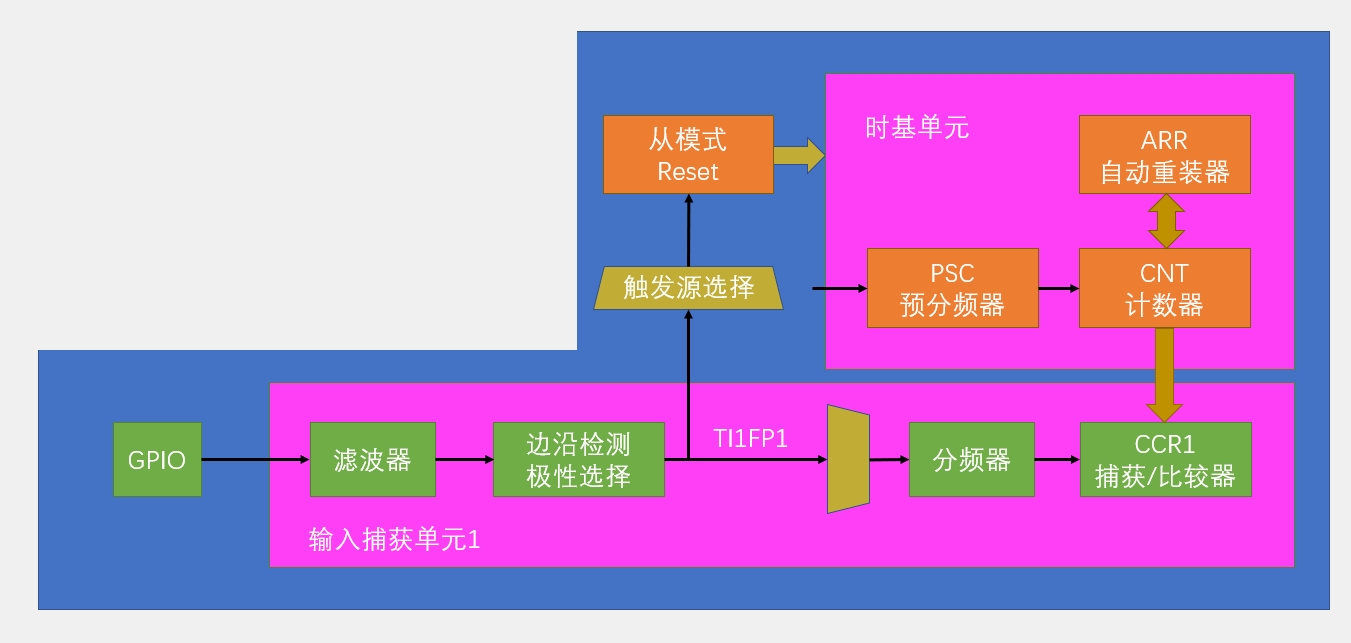 从模式
Reset
时基单元
ARR
自动重装器
触发源选择
PSC
预分频器
CNT
计数器
GPIO
滤波器
边沿检测
极性选择
TI1FP1
分频器
CCR1
捕获/比较器
输入捕获单元1